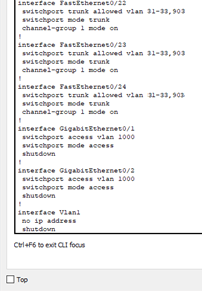 interface FastEthernet0/22
switchport trunk allowed vlan 31-33,903
switchport mode trunk
channel-group 1 mode on
!
interface FastEthernet0/23
switchport trunk allowed vlan 31-33,903
switchport mode trunk
channel-group 1 mode on
!
interface FastEthernet0/24
switchport trunk allowed vlan 31-33,903
switchport mode trunk
channel-group 1 mode on
!
interface GigabitEthernet0/1
switchport access vlan 1000
switchport mode access
shutdown
!
interface GigabitEthernet0/2
switchport access vlan 1000
switchport mode access
shutdown
!
interface Vlan1
no ip address
shutdown
Ctrl+F6 to exit CLI focus
Top